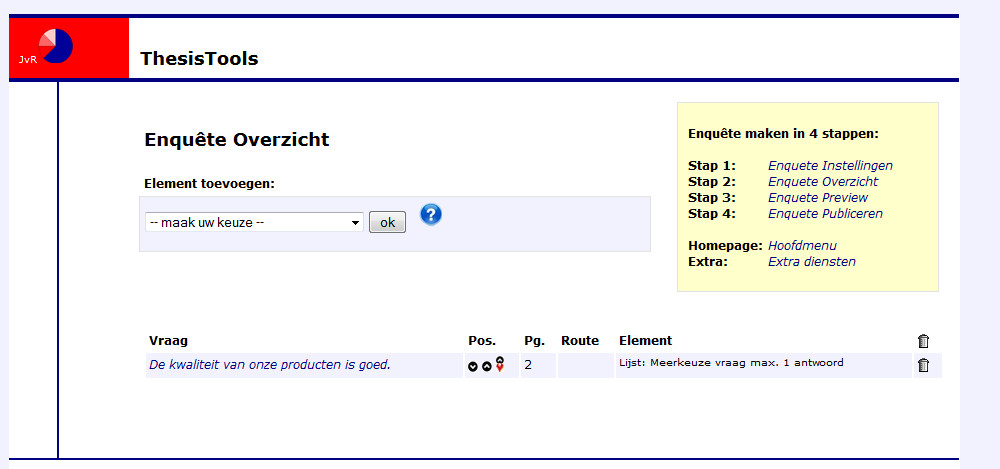 JvR
ThesisTools
Enquête Overzicht
Element toevoegen:
-- maak uw keuze --
ok
?
Enquête maken in 4 stappen:
Stap 1: Enquete Instellingen
Stap 2: Enquete Overzicht
Stap 3: Enquete Preview
Stap 4: Enquete Publiceren
Homepage: Hoofdmenu
Extra: Extra diensten
Vraag Pos. Pg. Route Element
De kwaliteit van onze producten is goed. 2 Lijst: Meerkeuze vraag max. 1 antwoord